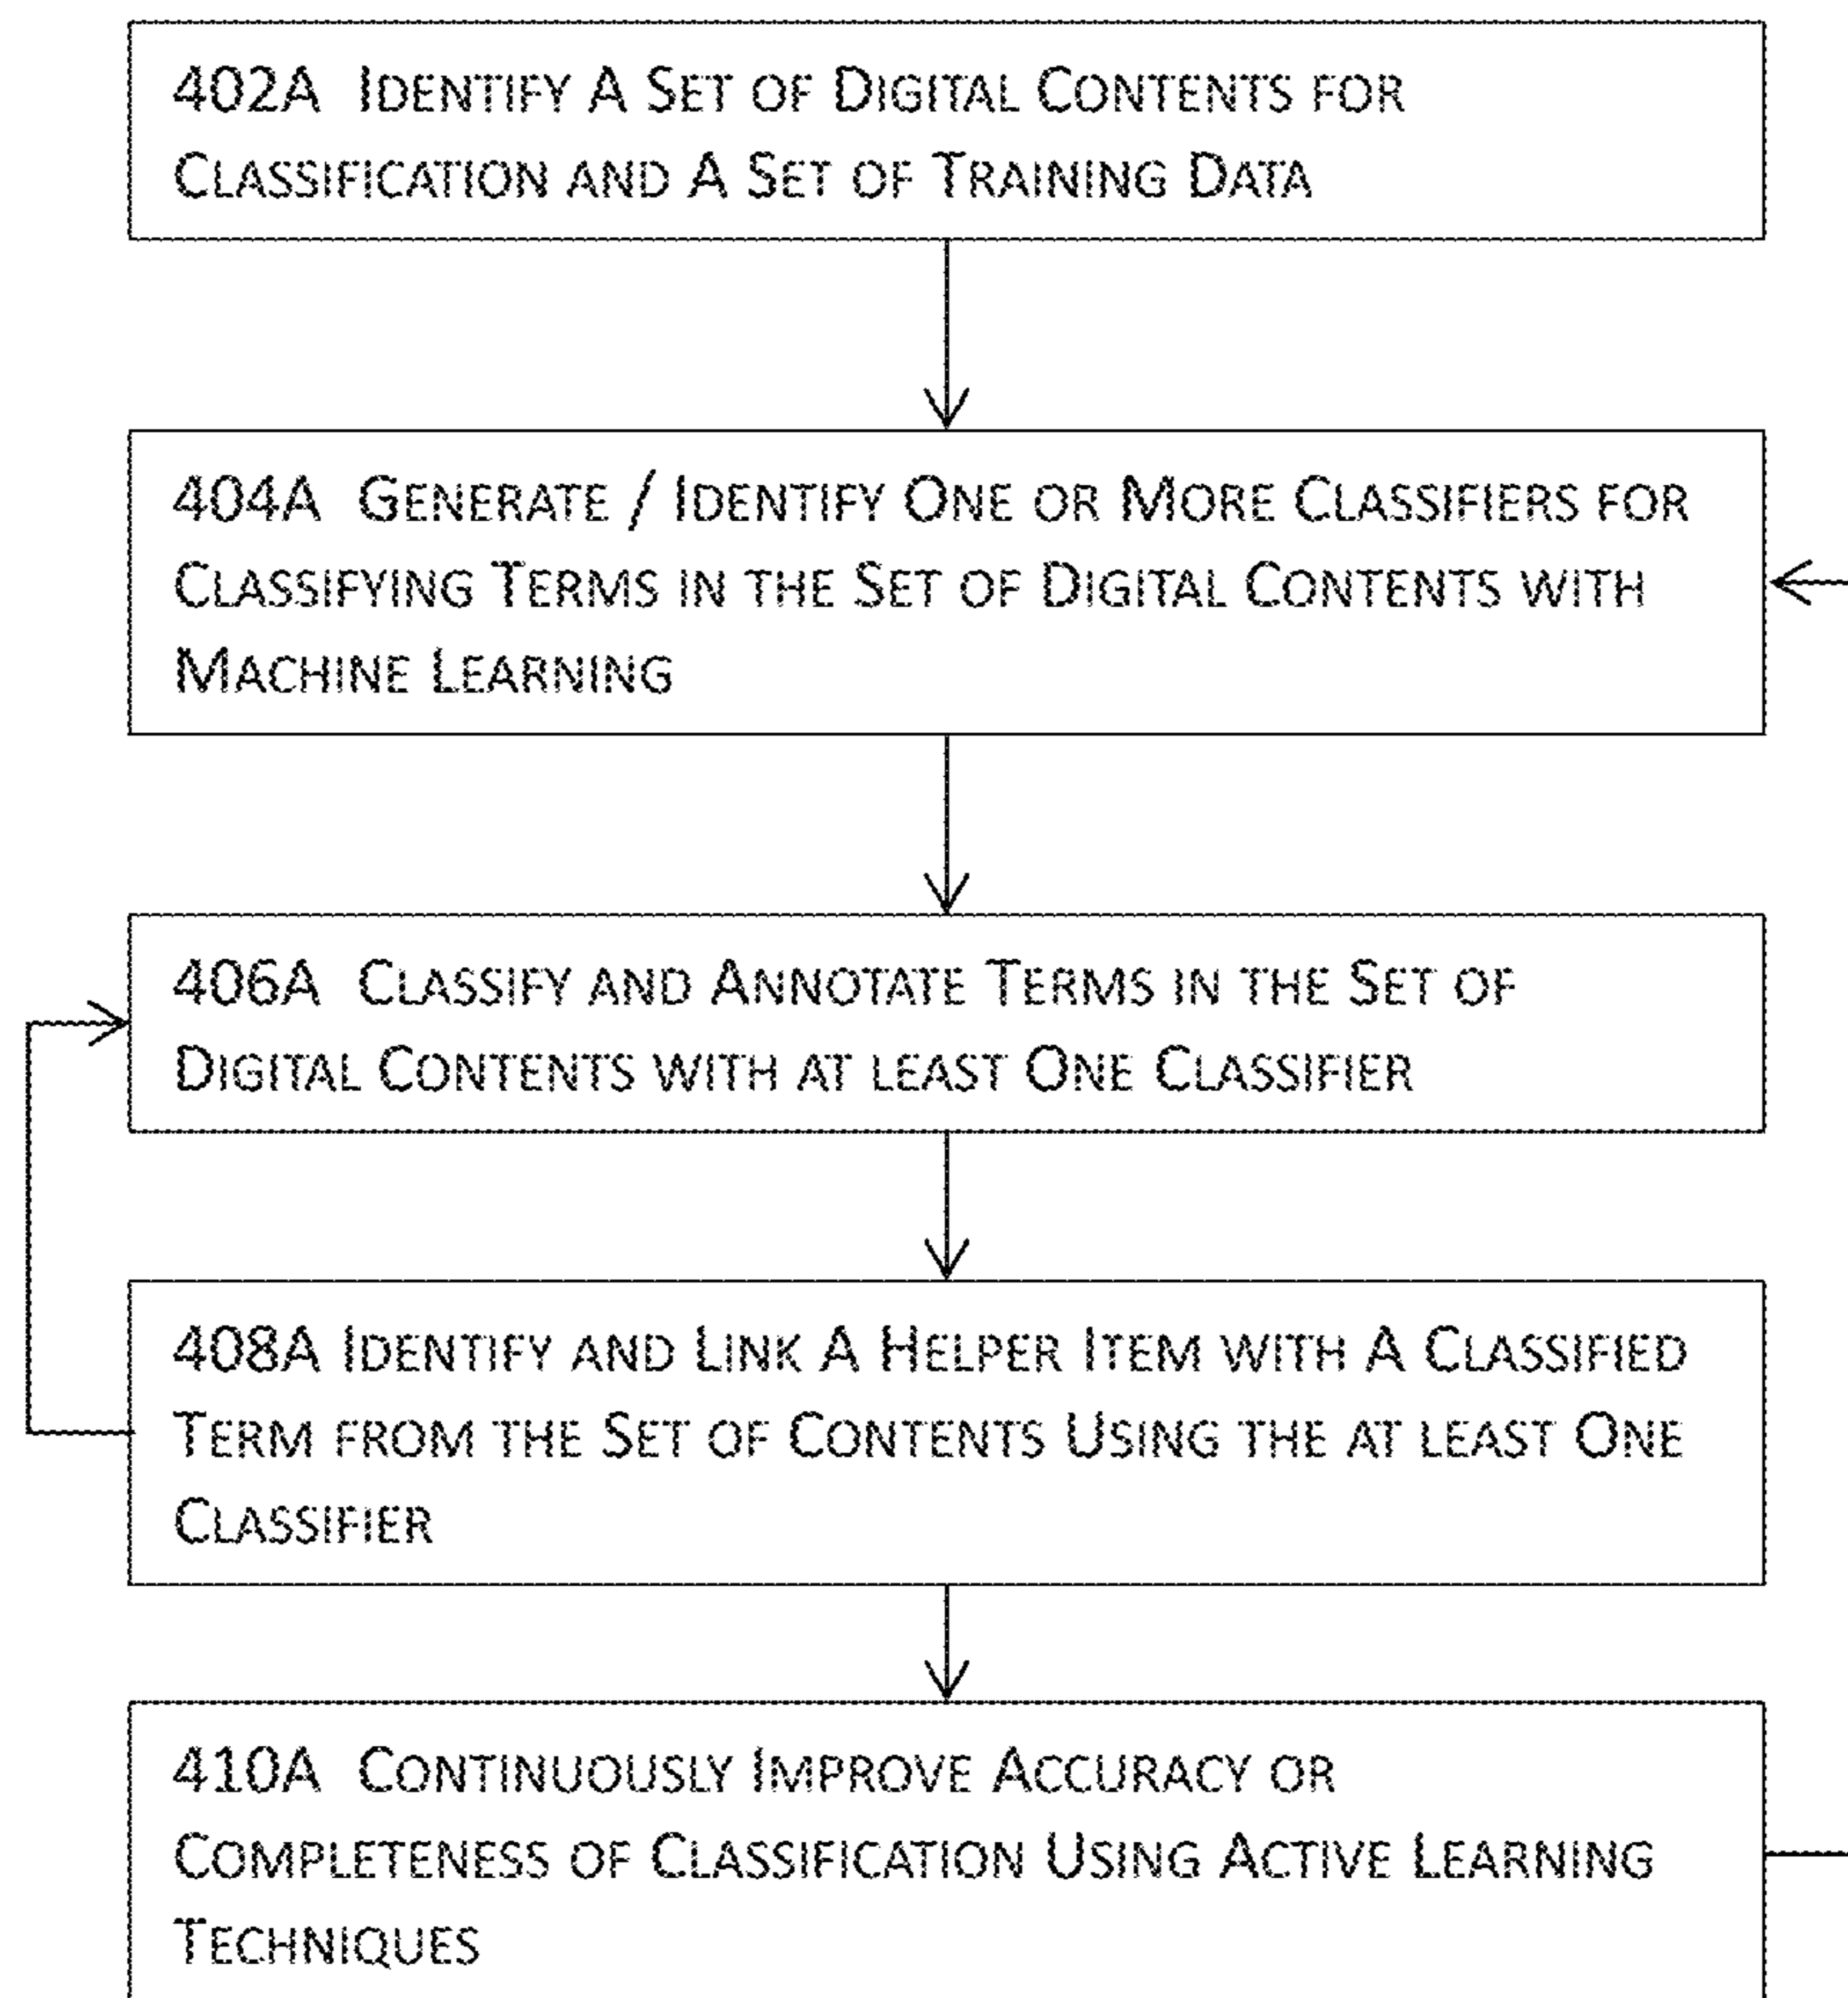 402A Identify A Set of Digital Contents for
Classification and A Set of Training Data
404A Generate / Identify One or More Classifiers for
Classifying Terms in the Set of Digital Contents with
Machine Learning
406A Classify and Annotate Terms in the Set of
Digital Contents with at least One Classifier
408A Identify and Link A Helper Item with A Classified
Term from the Set of Contents Using the at least One
Classifier
410A Continuously Improve Accuracy or
Completeness of Classification Using Active Learning
Techniques